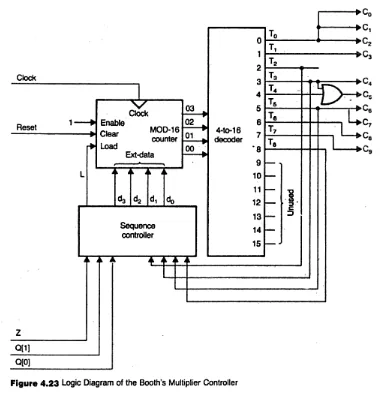 Clock
Reset
1
Clock
Enable
Clear
Load
MOD-16
counter
Ext-data
03
02
01
00
L
d3 d2 d1 d0
Sequence
controller
4-to-16
decoder
0
1
2
3
4
5
6
7
8
9
10
11
12
13
14
15
Unused
T0
T1
T2
T3
T4
T5
T6
T7
T8
C0
C1
C2
C3
C4
C5
C6
C7
C9
Z
Q[1]
Q[0]
Figure 4.23 Logic Diagram of the Booth's Multiplier Controller